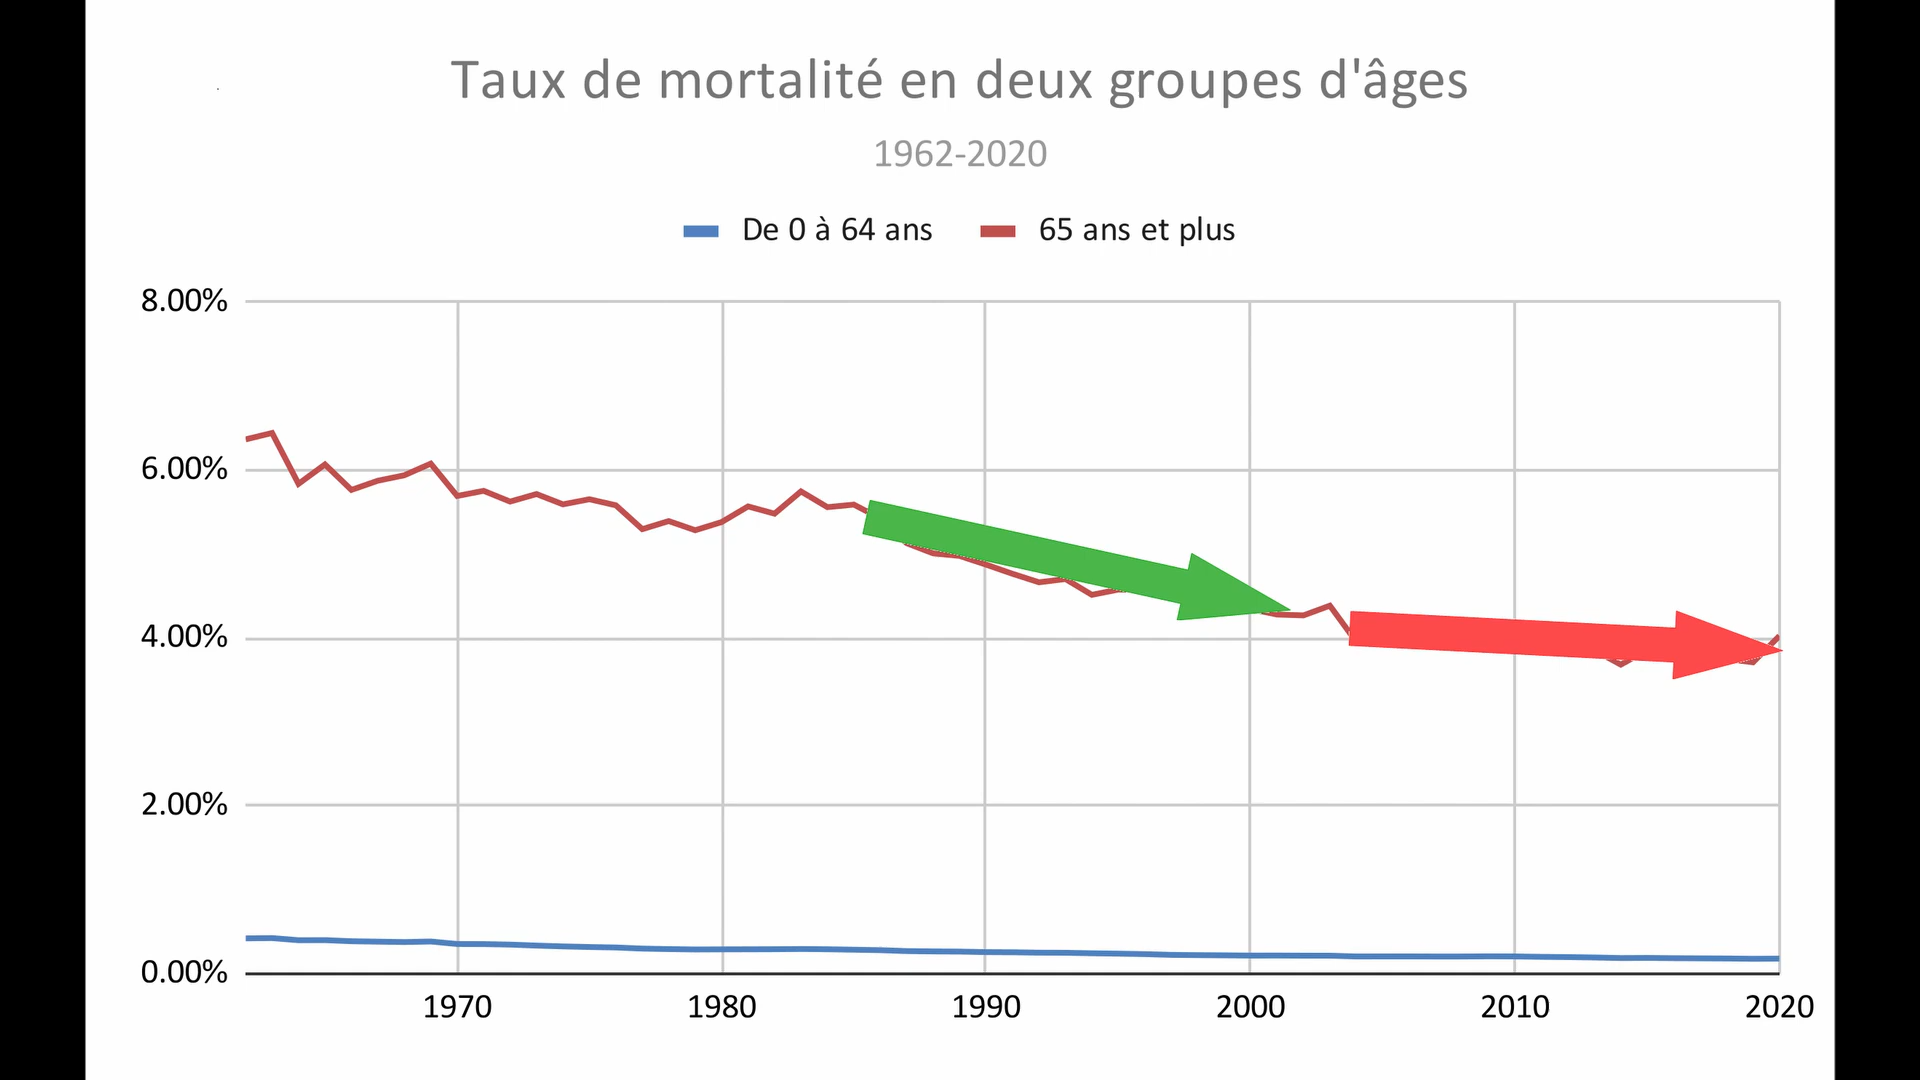 Taux de mortalité en deux groupes d'âges
1962-2020
De 0 à 64 ans 65 ans et plus
8.00%
6.00%
4.00%
2.00%
0.00%
1970 1980 1990 2000 2010 2020